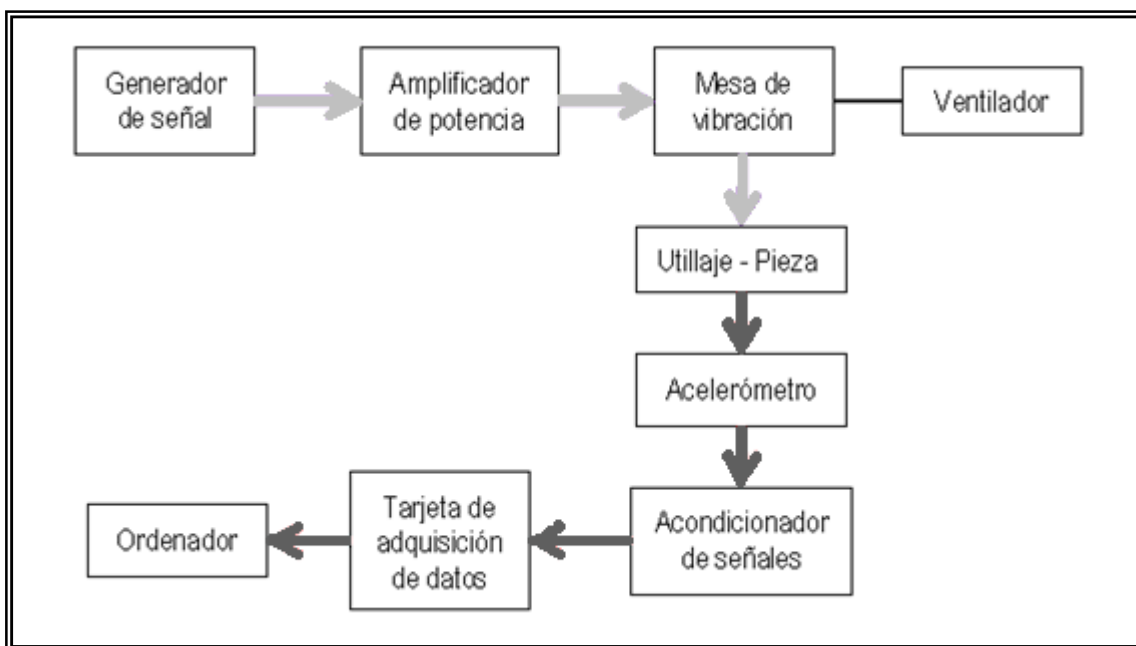 Generador
de señal
Amplificador
de potencia
Mesa de
vibración
Ventilador
Utillaje - Pieza
Acelerómetro
Acondicionador
de señales
Tarjeta de
adquisición
de datos
Ordenador